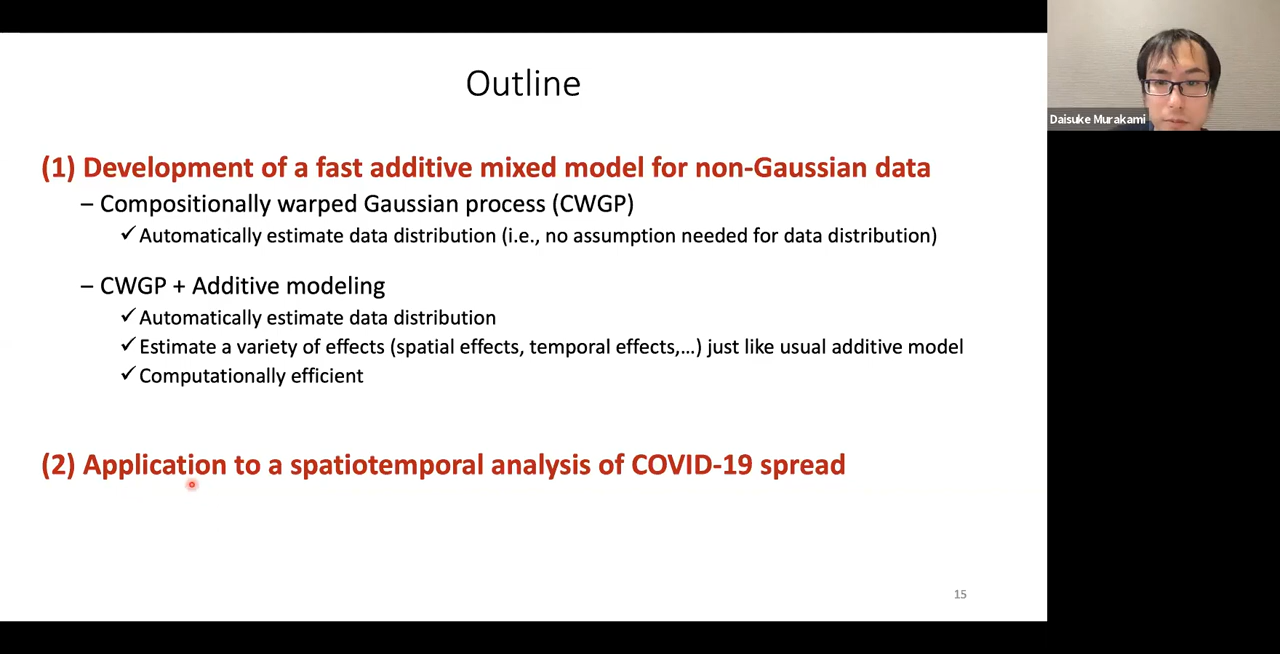 Outline
Daisuke Murakami
(1) Development of a fast additive mixed model for non-Gaussian data
– Compositionally warped Gaussian process (CWGP)
✓Automatically estimate data distribution (i.e., no assumption needed for data distribution)
– CWGP + Additive modeling
✓Automatically estimate data distribution
✓Estimate a variety of effects (spatial effects, temporal effects,...) just like usual additive model
✓Computationally efficient
(2) Application to a spatiotemporal analysis of COVID-19 spread
15